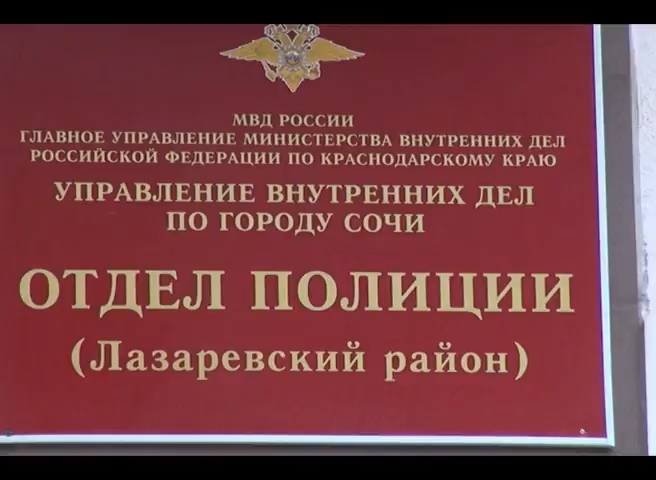 МВД РОССИИ
ГЛАВНОЕ УПРАВЛЕНИЕ МИНИСТЕРСТВА ВНУТРЕННИХ ДЕЛ
РОССИЙСКОЙ ФЕДЕРАЦИИ ПО КРАСНОДАРСКОМУ КРАЮ
УПРАВЛЕНИЕ ВНУТРЕННИХ ДЕЛ
ПО ГОРОДУ СОЧИ
ОТДЕЛ ПОЛИЦИИ
(Лазаревский район)